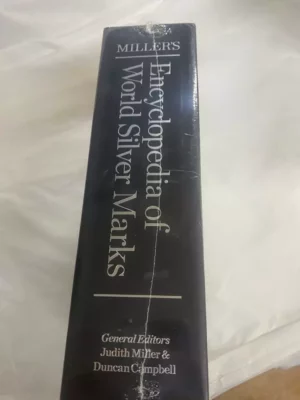 MILLER'S
Encyclopedia of
World Silver Marks
General Editors
Judith Miller &
Duncan Campbell